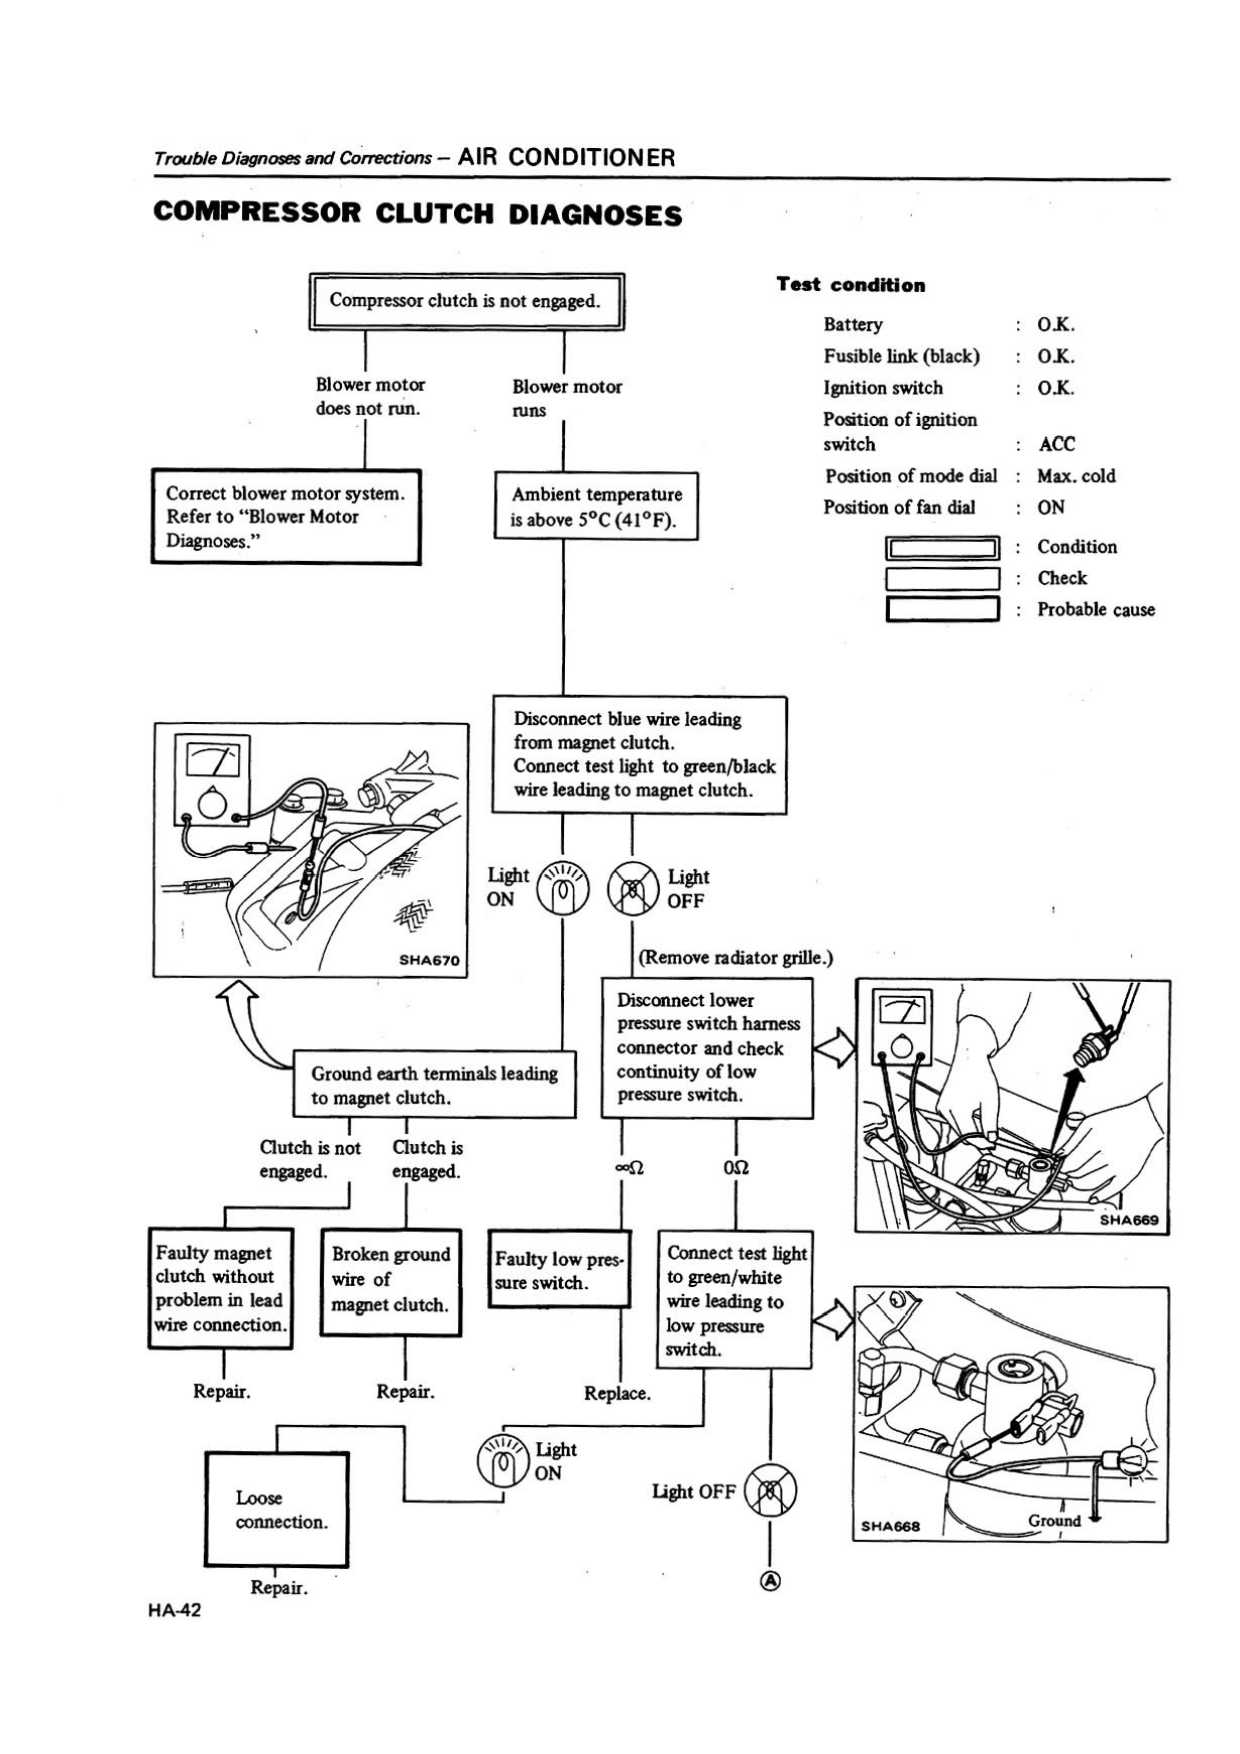 Trouble Diagnoses and Corrections – AIR CONDITIONER
COMPRESSOR CLUTCH DIAGNOSES
Compressor clutch is not engaged.
Test condition
Battery : O.K.
Fusible link (black) : O.K.
Ignition switch : O.K.
Position of ignition
switch : ACC
Position of mode dial : Max. cold
Position of fan dial : ON
: Condition
: Check
: Probable cause
Blower motor
does not run.
Blower motor
runs
Correct blower motor system.
Refer to "Blower Motor
Diagnoses."
Ambient temperature
is above 5°C (41°F).
Disconnect blue wire leading
from magnet clutch.
Connect test light to green/black
wire leading to magnet clutch.
SHA670
Light
ON
Light
OFF
(Remove radiator grille.)
Disconnect lower
pressure switch harness
connector and check
continuity of low
pressure switch.
SHA669
Ground earth terminals leading
to magnet clutch.
Clutch is not
engaged.
Clutch is
engaged.
∞Ω
0Ω
Faulty magnet
clutch without
problem in lead
wire connection.
Broken ground
wire of
magnet clutch.
Faulty low pres-
sure switch.
Connect test light
to green/white
wire leading to
low pressure
switch.
Repair.
Repair.
Replace.
Light
ON
Light OFF
Loose
connection.
Repair.
A
Ground
SHA668
HA-42